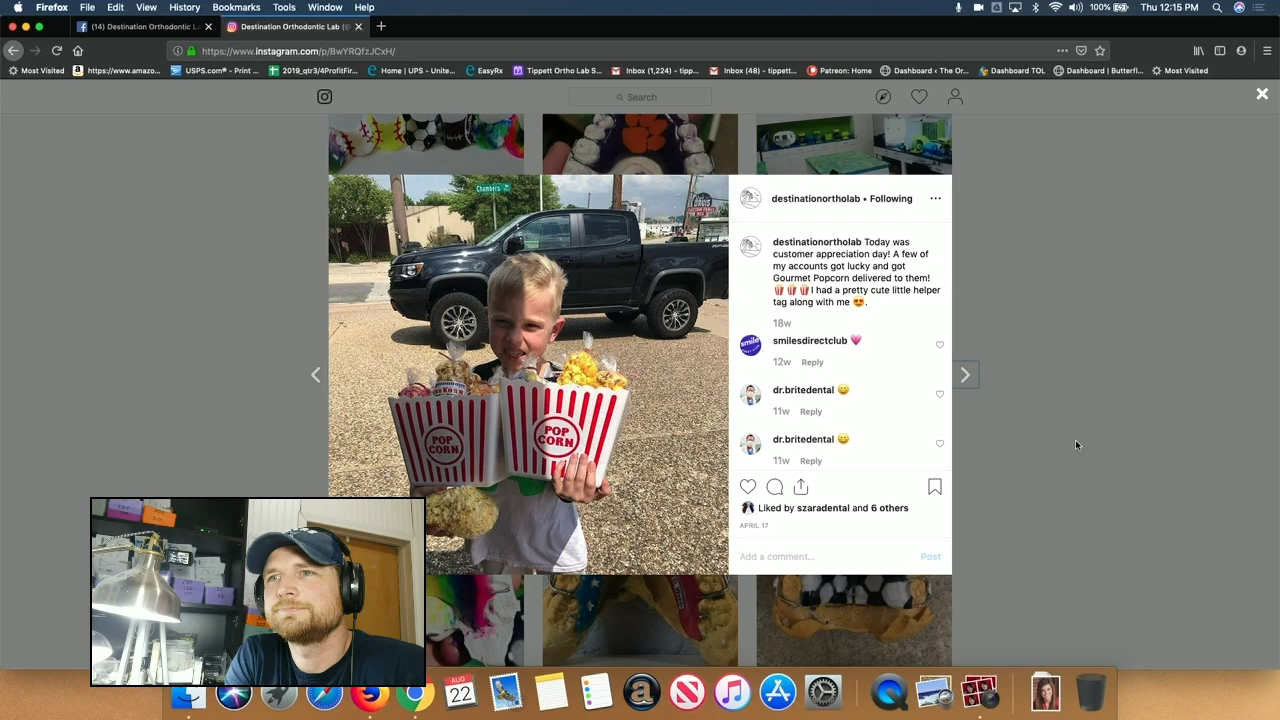 Firefox File Edit View History Bookmarks Tools Window Help 100% Thu 12:15 PM
(14) Destination Orthodontic L Destination Orthodontic Lab (@
https://www.instagram.com/p/BwYRQfzJCxH/
Most Visited https://www.amazo... USPS.com® - Print ... 2019_qtr3/4ProfitFir... Home | UPS - Unite... EasyRx Tippett Ortho Lab S... Inbox (1,224) - tipp... Inbox (48) - tippett... Patreon: Home Dashboard ‹ The Or... Dashboard TOL Dashboard | Butterfl... Most Visited
Search
Chambers
destinationortholab • Following
destinationortholab Today was
customer appreciation day! A few of
my accounts got lucky and got
Gourmet Popcorn delivered to them!
🍿🍿🍿I had a pretty cute little helper
tag along with me 😍.
18w
smilesdirectclub 💗
12w Reply
dr.britedental 😀
11w Reply
dr.britedental 😀
11w Reply
POP
CORN
POP
CORN
Liked by szaradental and 6 others
APRIL 17
Add a comment... Post
AUG
22